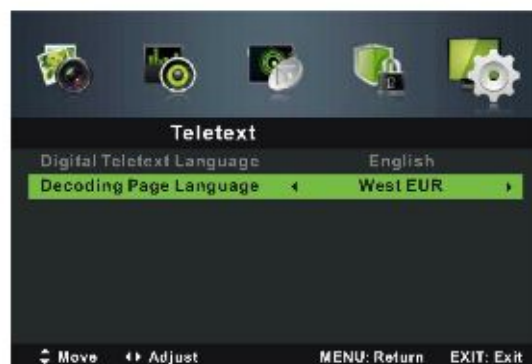 Teletext
Digital Teletext Language English
Decoding Page Language West EUR
Move Adjust MENU: Return EXIT: Exit